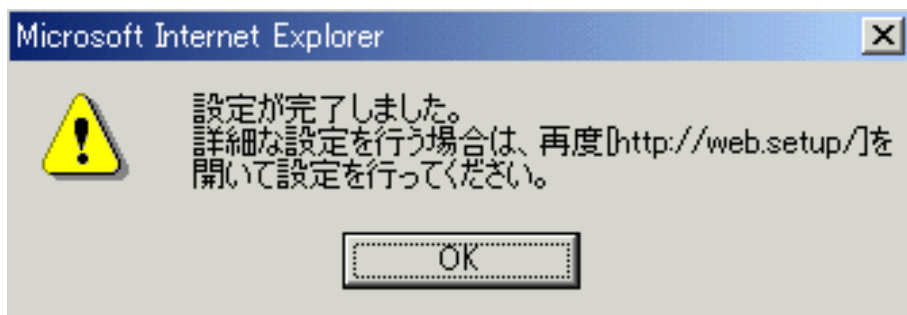 Microsoft Internet Explorer
設定が完了しました。
詳細な設定を行う場合は、再度[http://web.setup/]を
開いて設定を行ってください。
OK